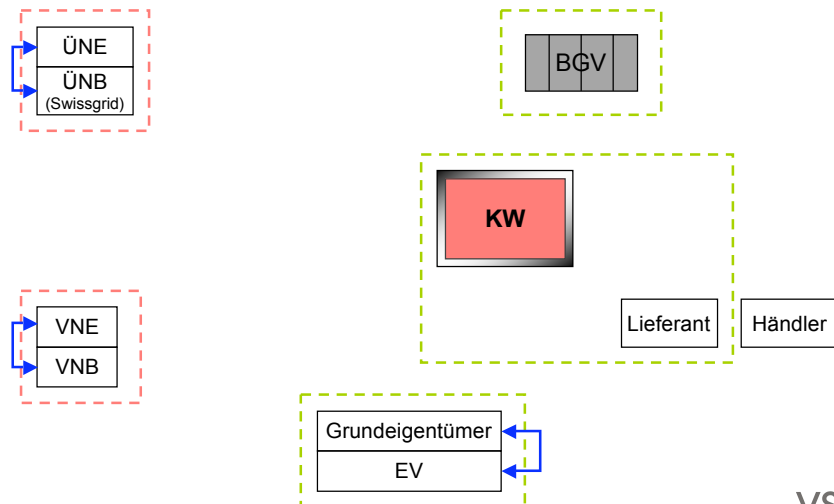 ÜNE
ÜNB
(Swissgrid)
BGV
KW
Lieferant
Händler
VNE
VNB
Grundeigentümer
EV